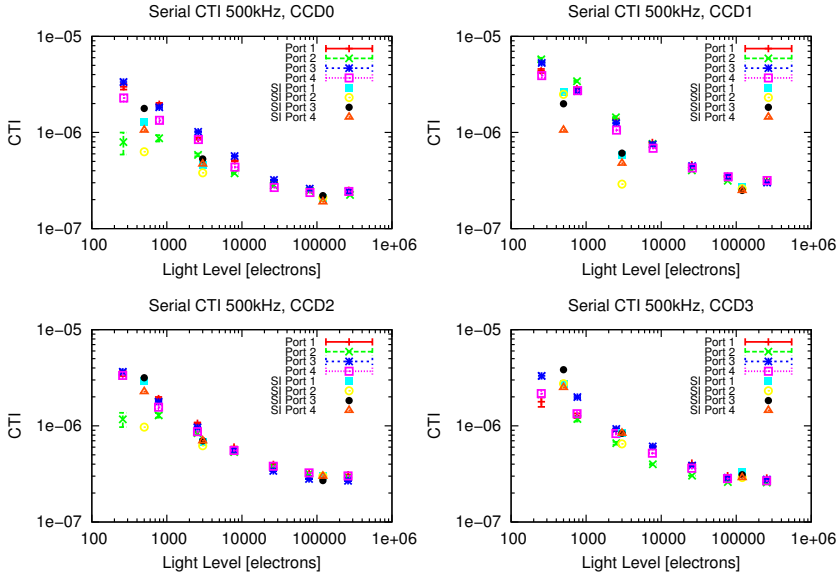 Serial CTI 500kHz, CCD0
1e-05
1e-06
1e-07
CTI
100 1000 10000 100000 1e+06
Light Level [electrons]
Port 1
Port 2
Port 3
Port 4
SI Port 1
SI Port 2
SI Port 3
SI Port 4
Serial CTI 500kHz, CCD1
1e-05
1e-06
1e-07
CTI
100 1000 10000 100000 1e+06
Light Level [electrons]
Port 1
Port 2
Port 3
Port 4
SI Port 1
SI Port 2
SI Port 3
SI Port 4
Serial CTI 500kHz, CCD2
1e-05
1e-06
1e-07
CTI
100 1000 10000 100000 1e+06
Light Level [electrons]
Port 1
Port 2
Port 3
Port 4
SI Port 1
SI Port 2
SI Port 3
SI Port 4
Serial CTI 500kHz, CCD3
1e-05
1e-06
1e-07
CTI
100 1000 10000 100000 1e+06
Light Level [electrons]
Port 1
Port 2
Port 3
Port 4
SI Port 1
SI Port 2
SI Port 3
SI Port 4